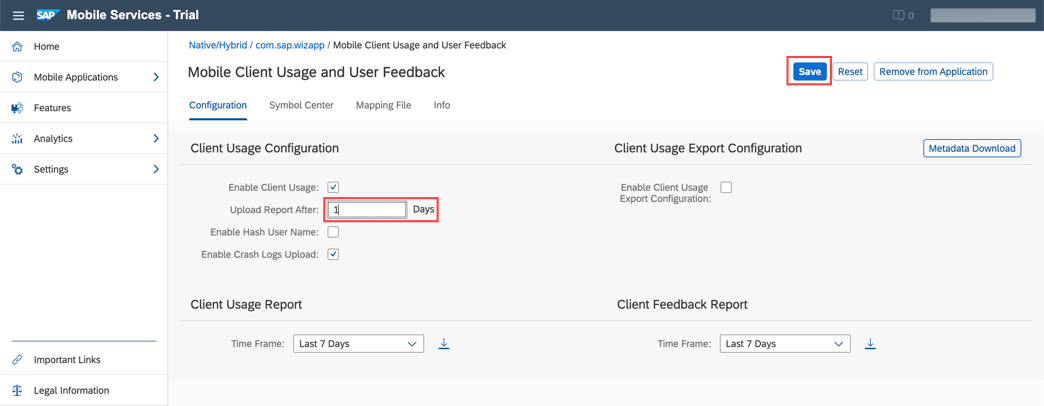 SAP Mobile Services - Trial
0
Home
Mobile Applications
Features
Analytics
Settings
Important Links
Legal Information
Native/Hybrid / com.sap.wizapp / Mobile Client Usage and User Feedback
Mobile Client Usage and User Feedback
Save Reset Remove from Application
Configuration Symbol Center Mapping File Info
Client Usage Configuration
Enable Client Usage:
Upload Report After: 1 Days
Enable Hash User Name:
Enable Crash Logs Upload:
Client Usage Export Configuration
Metadata Download
Enable Client Usage
Export Configuration:
Client Usage Report
Time Frame: Last 7 Days
Client Feedback Report
Time Frame: Last 7 Days